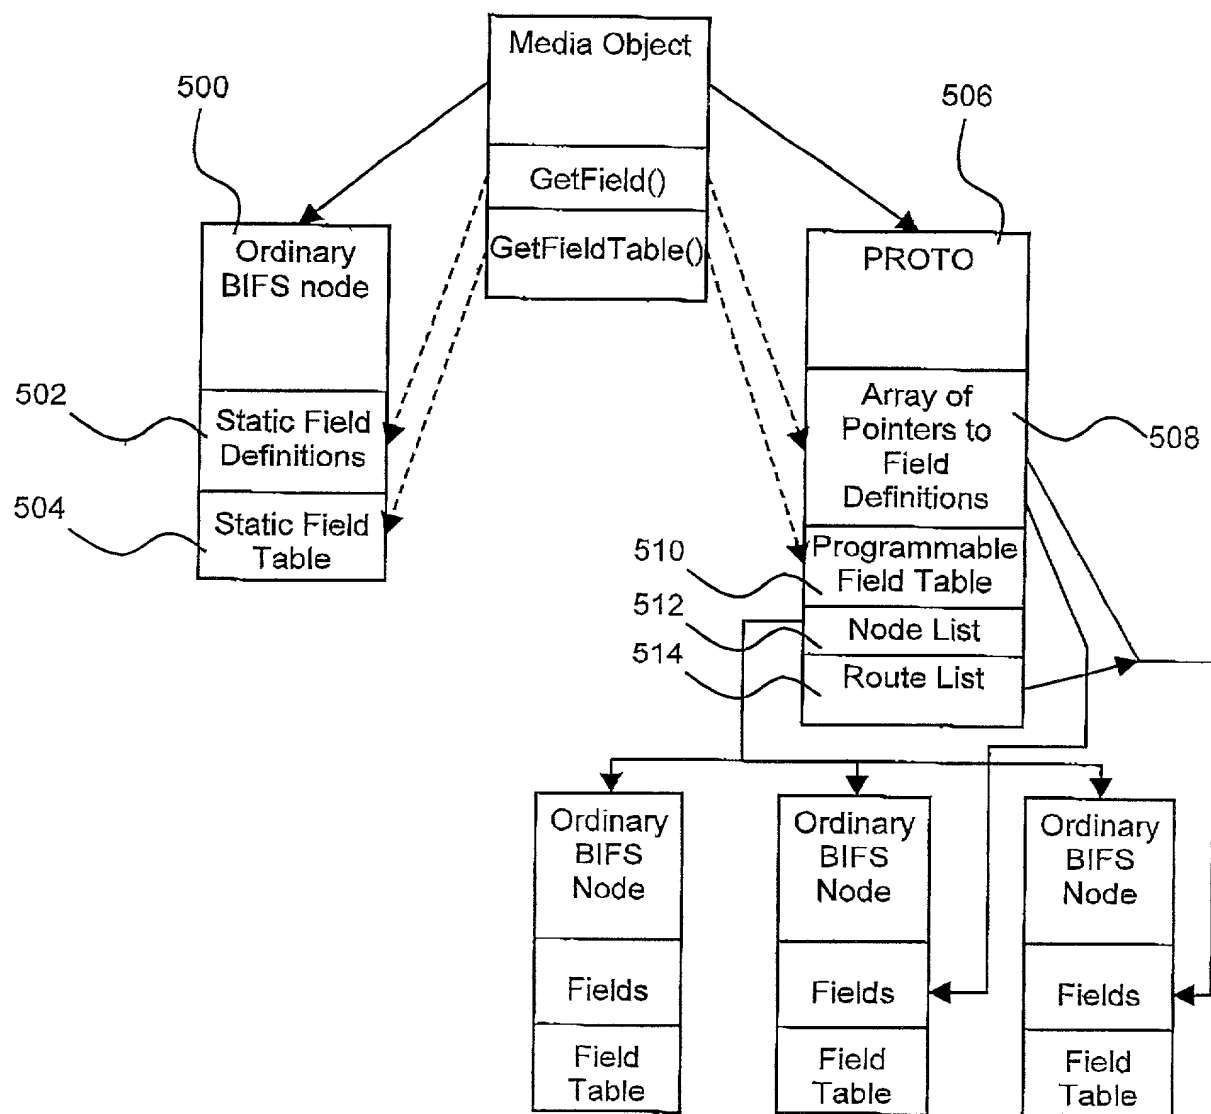 Media Object
GetField()
GetFieldTable()
500
Ordinary
BIFS node
502
Static Field
Definitions
504
Static Field
Table
506
PROTO
Array of
Pointers to
Field
Definitions
508
Programmable
Field Table
510
512
Node List
514
Route List
Ordinary
BIFS
Node
Fields
Field
Table
Ordinary
BIFS
Node
Fields
Field
Table
Ordinary
BIFS
Node
Fields
Field
Table